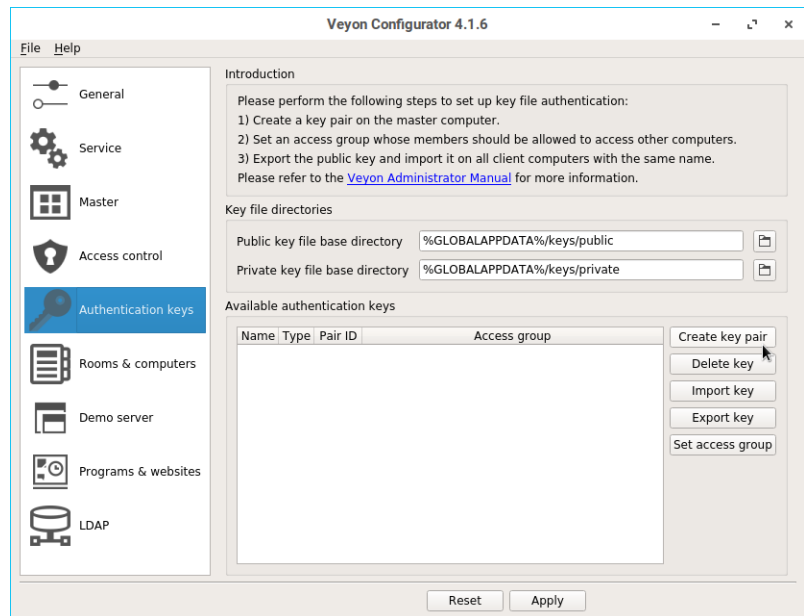 Veyon Configurator 4.1.6
File Help
General
Service
Master
Access control
Authentication keys
Rooms & computers
Demo server
Programs & websites
LDAP
Introduction
Please perform the following steps to set up key file authentication:
1) Create a key pair on the master computer.
2) Set an access group whose members should be allowed to access other computers.
3) Export the public key and import it on all client computers with the same name.
Please refer to the Veyon Administrator Manual for more information.
Key file directories
Public key file base directory %GLOBALAPPDATA%/keys/public
Private key file base directory %GLOBALAPPDATA%/keys/private
Available authentication keys
Name Type Pair ID Access group
Create key pair
Delete key
Import key
Export key
Set access group
Reset Apply